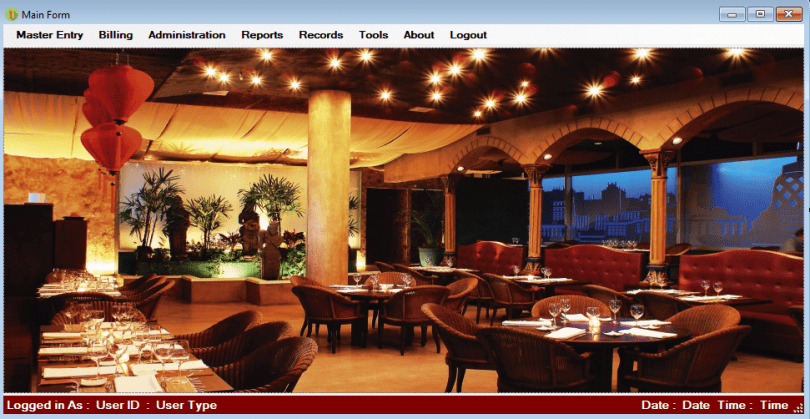 Main Form
Master Entry Billing Administration Reports Records Tools About Logout
Logged in As : User ID : User Type Date : Date Time : Time